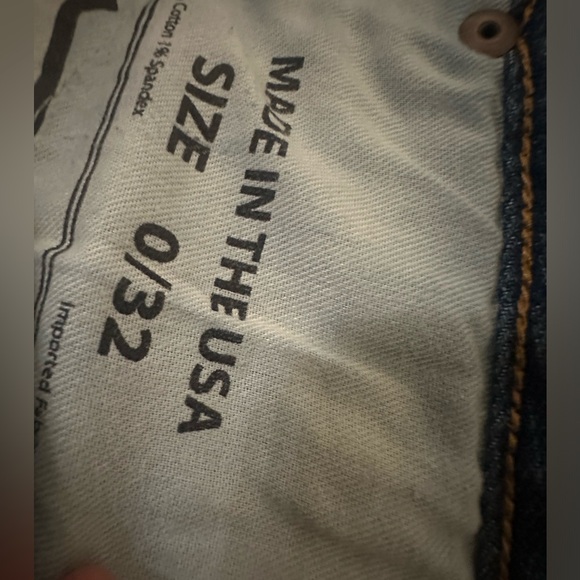 MADE IN THE USA
SIZE 0/32
Cotton 1% Spandex
Imported